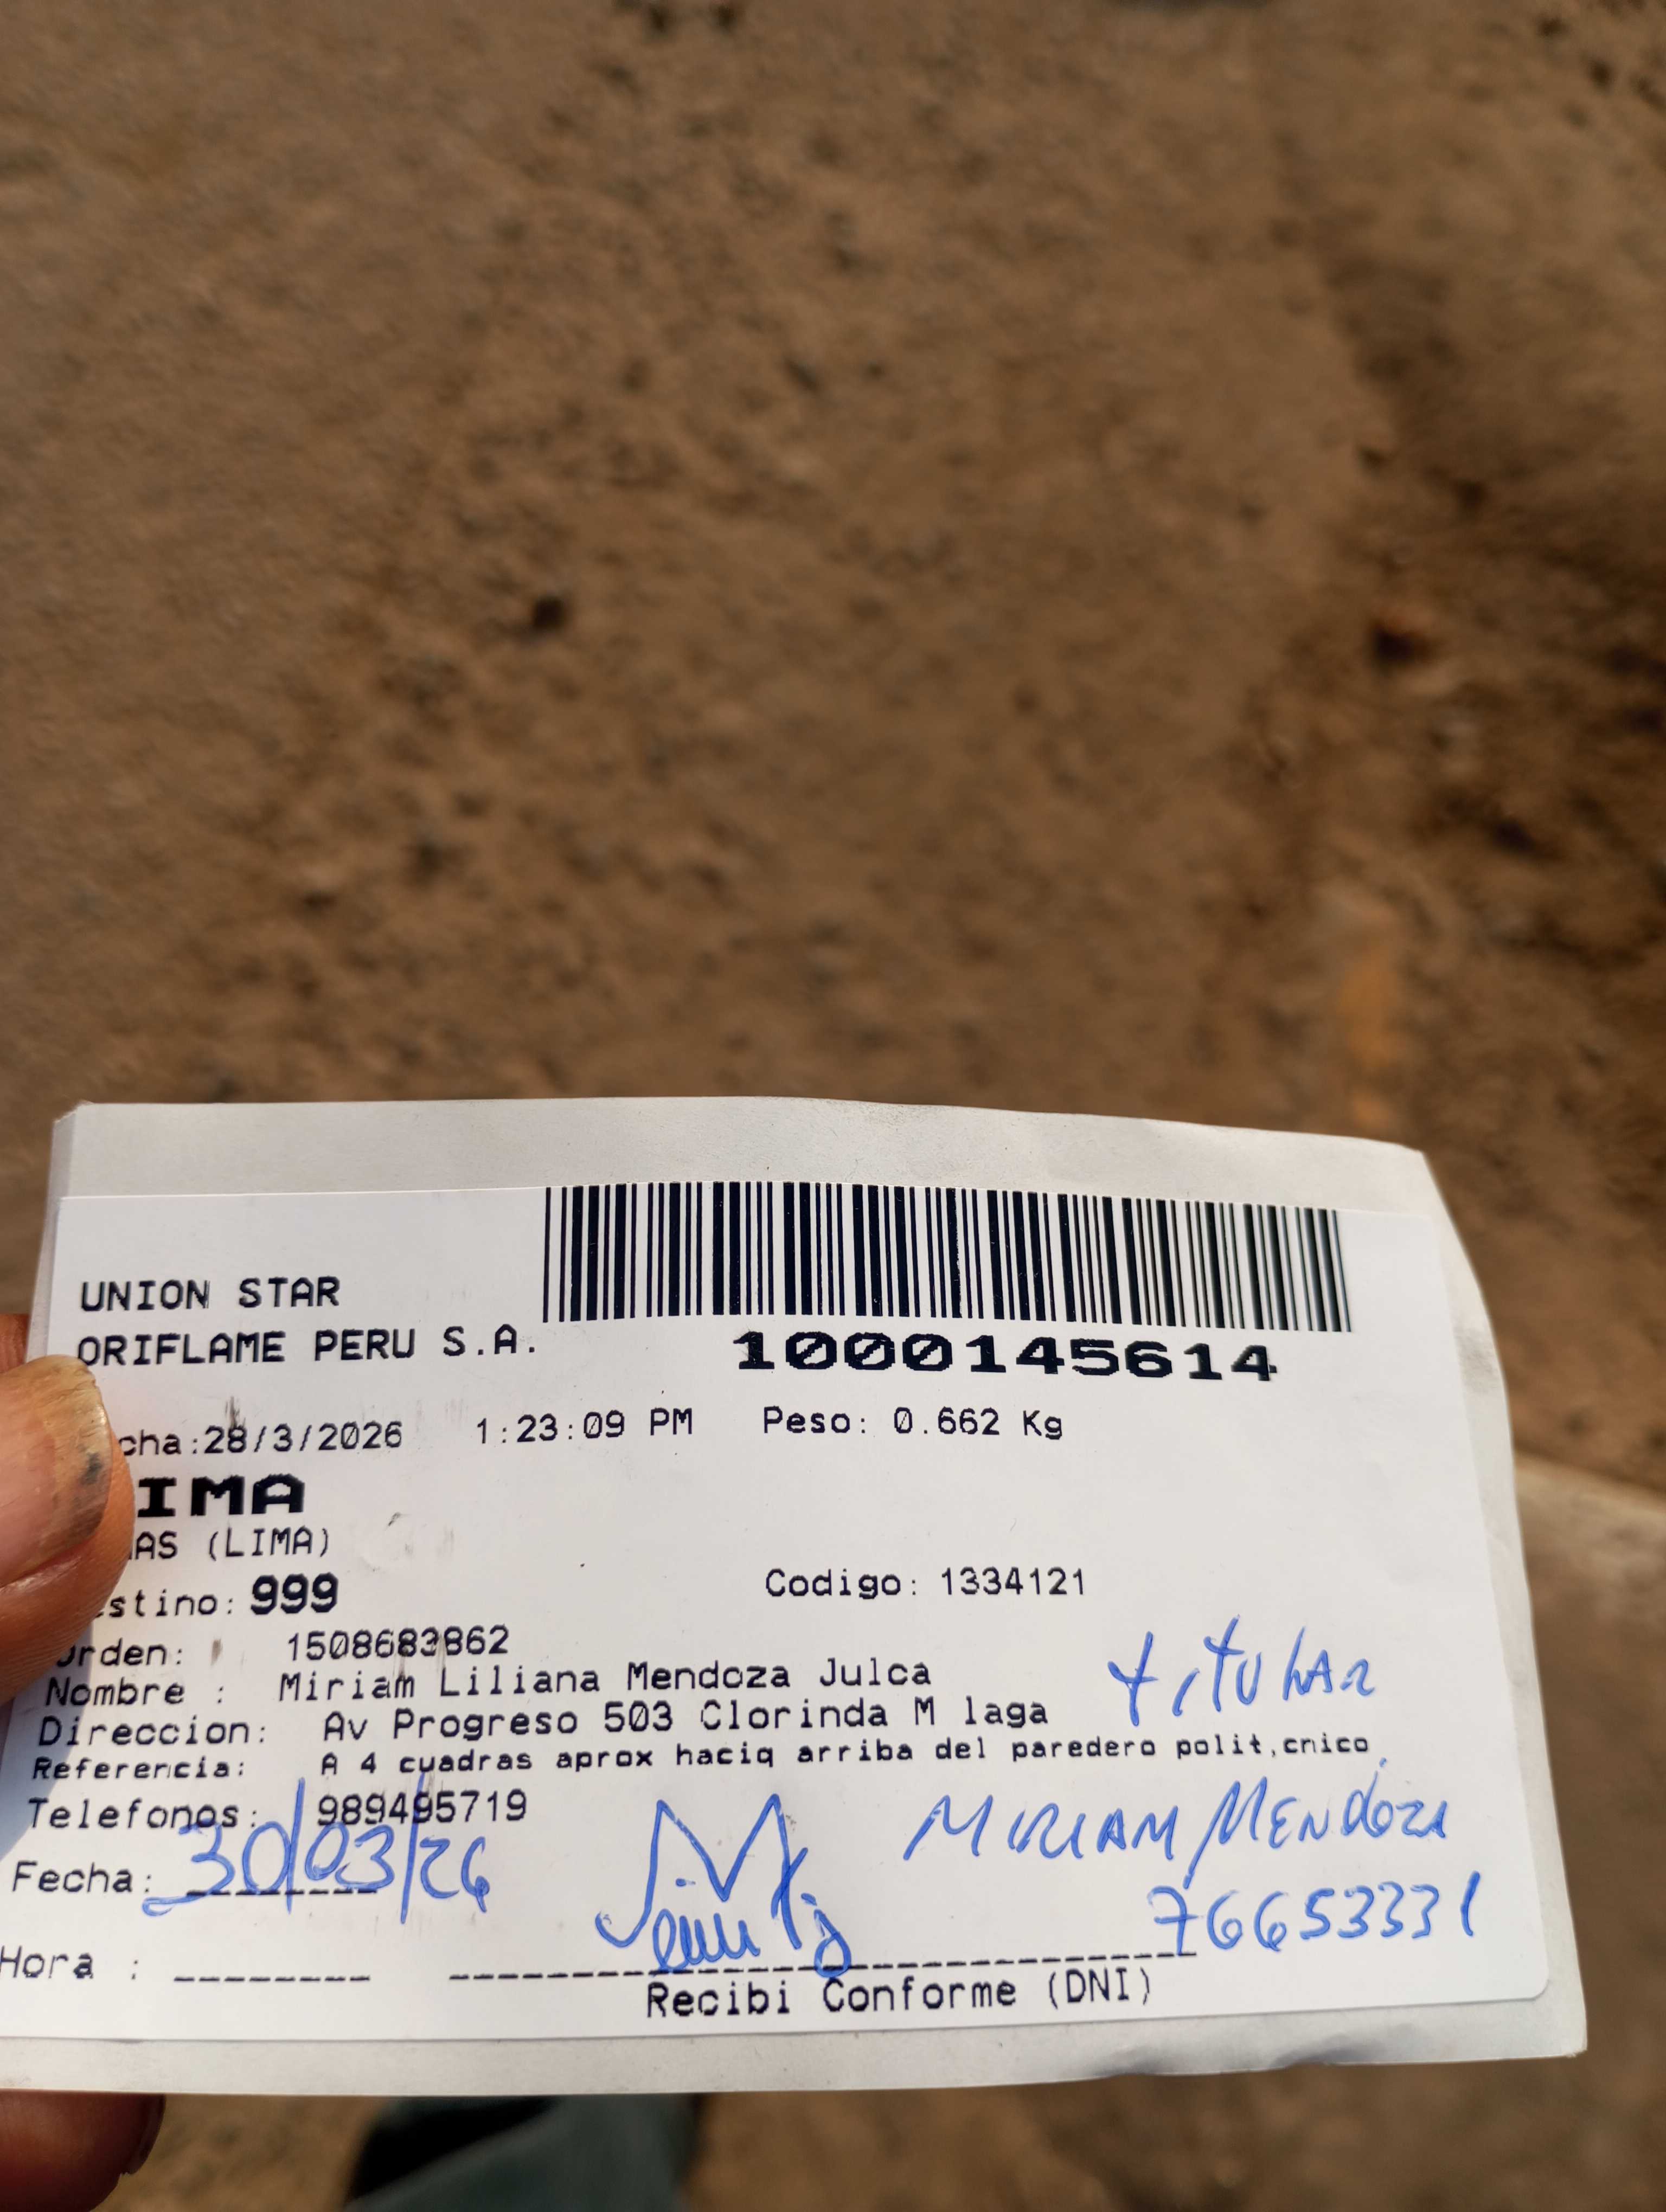 UNION STAR
ORIFLAME PERU S.A.
1000145614
cha:28/3/2026 1:23:09 PM Peso: 0.662 Kg
IMA
AS (LIMA)
stino: 999 Codigo: 1334121
rden: 1508683862
Nombre : Miriam Liliana Mendoza Julca
titular
Direccion: Av Progreso 503 Clorinda M laga
Referencia: A 4 cuadras aprox haciq arriba del paredero polit,cnico
Telefonos: 989495719
MIRIAM MENDOZA
Fecha: 30/03/26
76653331
Hora :
Recibi Conforme (DNI)